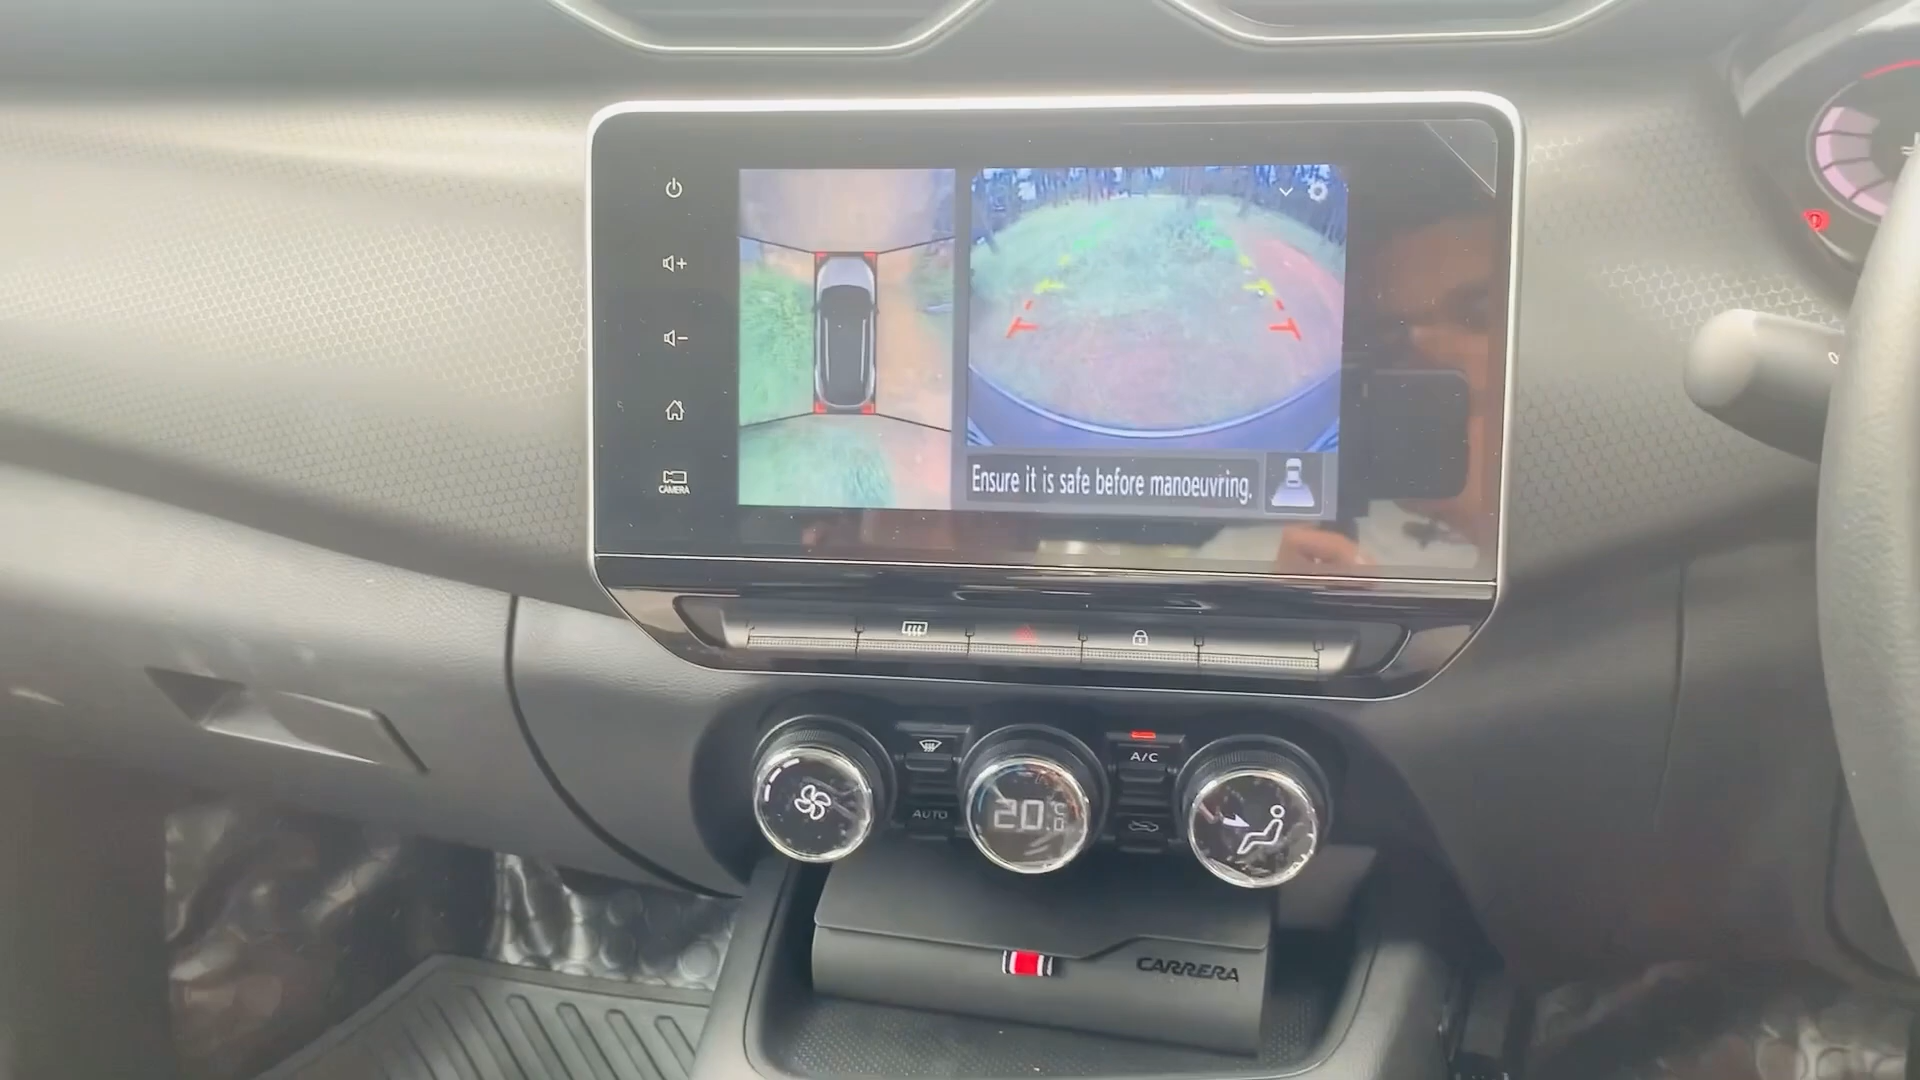 CAMERA
Ensure it is safe before manoeuvring.
A/C
AUTO
20.0°C
CARRERA